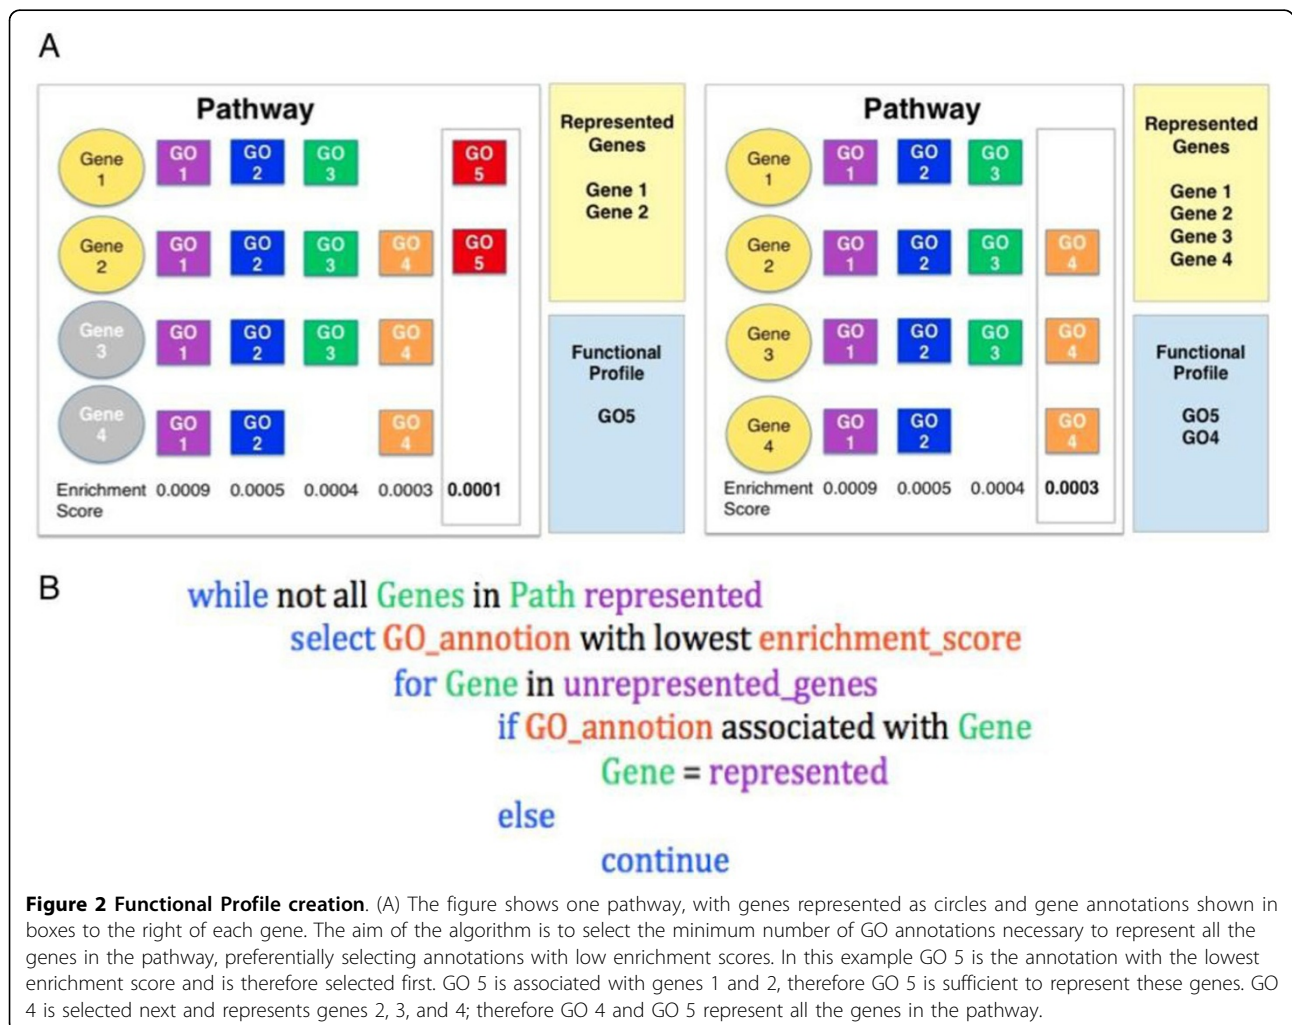 A
Pathway
Gene 1 GO 1 GO 2 GO 3 GO 5
Gene 2 GO 1 GO 2 GO 3 GO 4 GO 5
Gene 3 GO 1 GO 2 GO 3 GO 4
Gene 4 GO 1 GO 2 GO 4
Enrichment Score 0.0009 0.0005 0.0004 0.0003 0.0001
Represented
Genes
Gene 1
Gene 2
Functional
Profile
GO5
Pathway
Gene 1 GO 1 GO 2 GO 3
Gene 2 GO 1 GO 2 GO 3 GO 4
Gene 3 GO 1 GO 2 GO 3 GO 4
Gene 4 GO 1 GO 2 GO 4
Enrichment Score 0.0009 0.0005 0.0004 0.0003
Represented
Genes
Gene 1
Gene 2
Gene 3
Gene 4
Functional
Profile
GO5
GO4
B
while not all Genes in Path represented
select GO_annotion with lowest enrichment_score
for Gene in unrepresented_genes
if GO_annotion associated with Gene
Gene = represented
else
continue
Figure 2 Functional Profile creation. (A) The figure shows one pathway, with genes represented as circles and gene annotations shown in
boxes to the right of each gene. The aim of the algorithm is to select the minimum number of GO annotations necessary to represent all the
genes in the pathway, preferentially selecting annotations with low enrichment scores. In this example GO 5 is the annotation with the lowest
enrichment score and is therefore selected first. GO 5 is associated with genes 1 and 2, therefore GO 5 is sufficient to represent these genes. GO
4 is selected next and represents genes 2, 3, and 4; therefore GO 4 and GO 5 represent all the genes in the pathway.